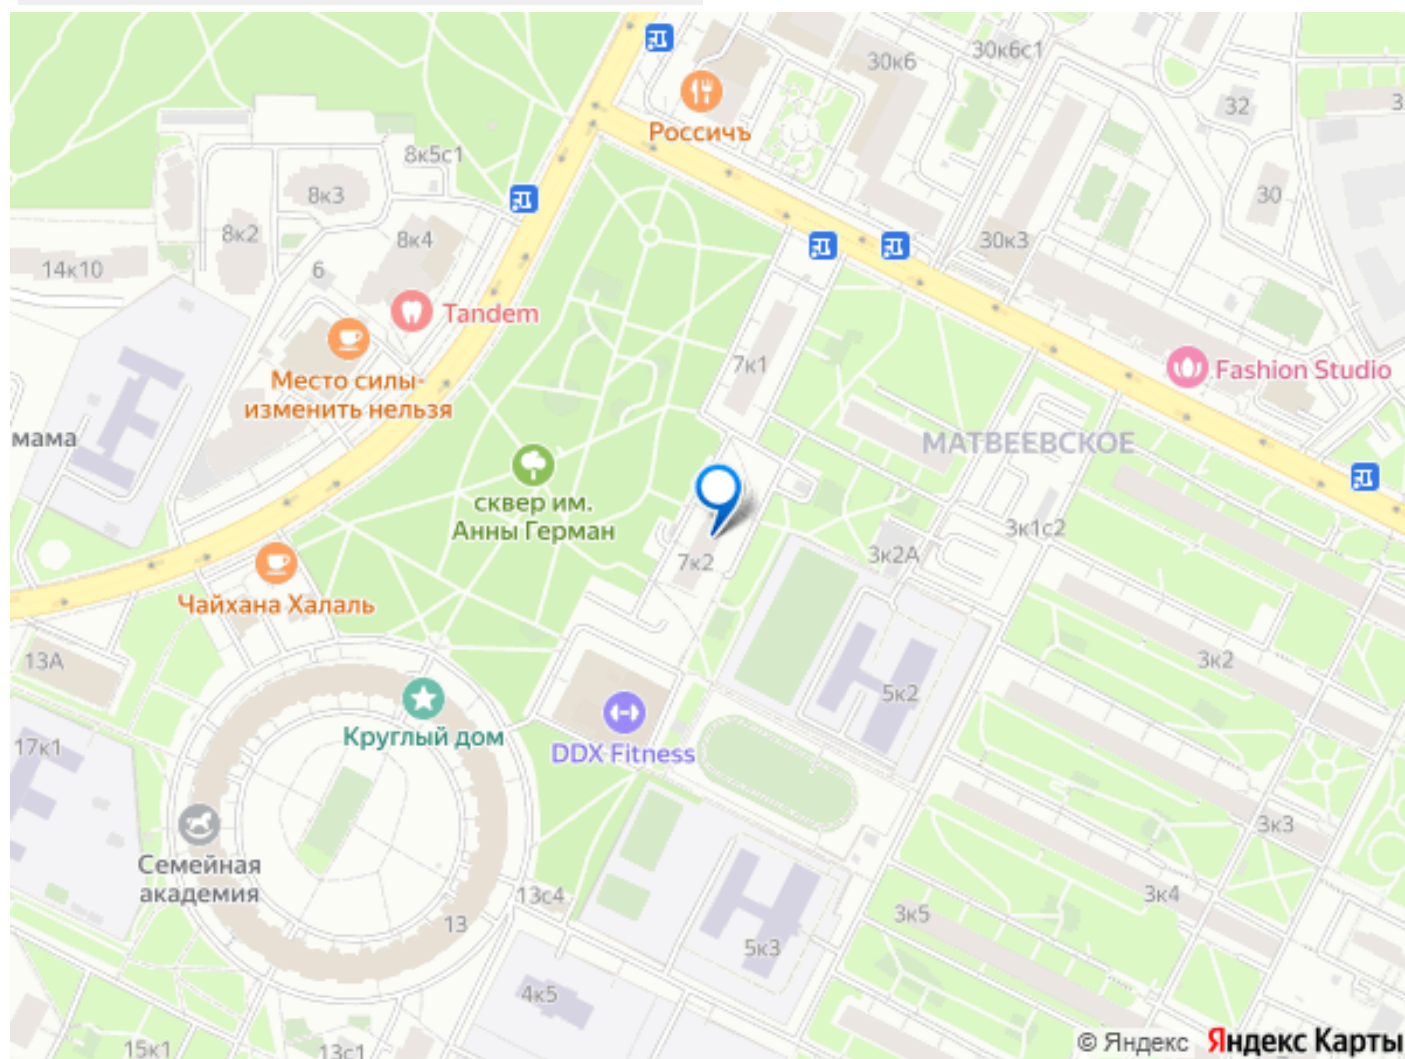 30к6
30к6с1
32
Россичъ
8к5с1
8к3
30
8к2
8к4
30к3
14к10
6
Tandem
7к1
Fashion Studio
Место силы-
изменить нельзя
мама
МАТВЕЕВСКОЕ
сквер им.
Анны Герман
3к1с2
7к2
3к2А
Чайхана Халаль
13А
3к2
5к2
Круглый дом
17к1
DDX Fitness
3к3
Семейная
академия
13с4
3к4
13
3к5
5к3
4к5
15к1
13с1
© Яндекс Яндекс Карты